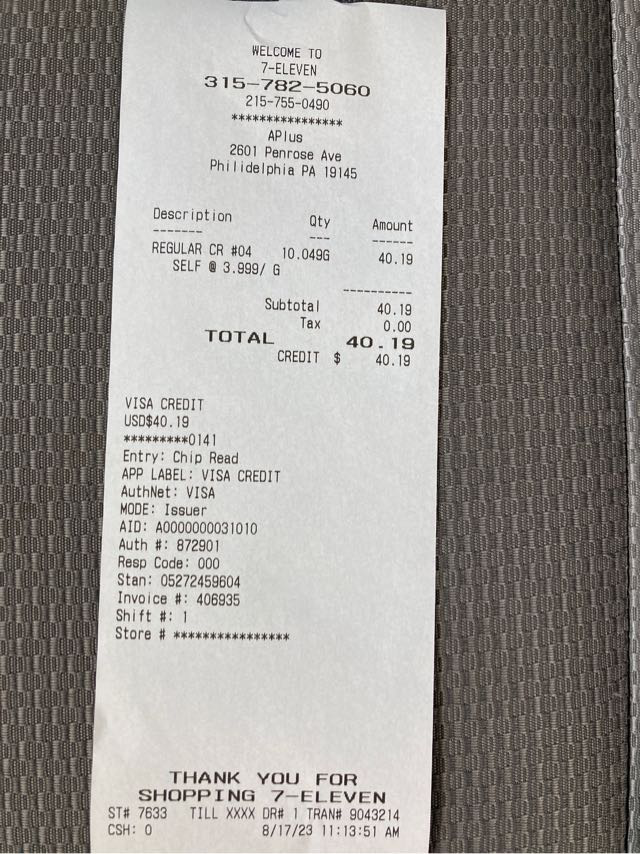 WELCOME TO
7-ELEVEN
315-782-5060
215-755-0490
****************
APlus
2601 Penrose Ave
Philidelphia PA 19145
Description Qty Amount
------- --- ------
REGULAR CR #04 10.049G 40.19
SELF @ 3.999/ G
----------
Subtotal 40.19
Tax 0.00
TOTAL 40.19
CREDIT $ 40.19
VISA CREDIT
USD$40.19
*********0141
Entry: Chip Read
APP LABEL: VISA CREDIT
AuthNet: VISA
MODE: Issuer
AID: A0000000031010
Auth #: 872901
Resp Code: 000
Stan: 05272459604
Invoice #: 406935
Shift #: 1
Store # ****************
THANK YOU FOR
SHOPPING 7-ELEVEN
ST# 7633 TILL XXXX DR# 1 TRAN# 9043214
CSH: 0 8/17/23 11:13:51 AM